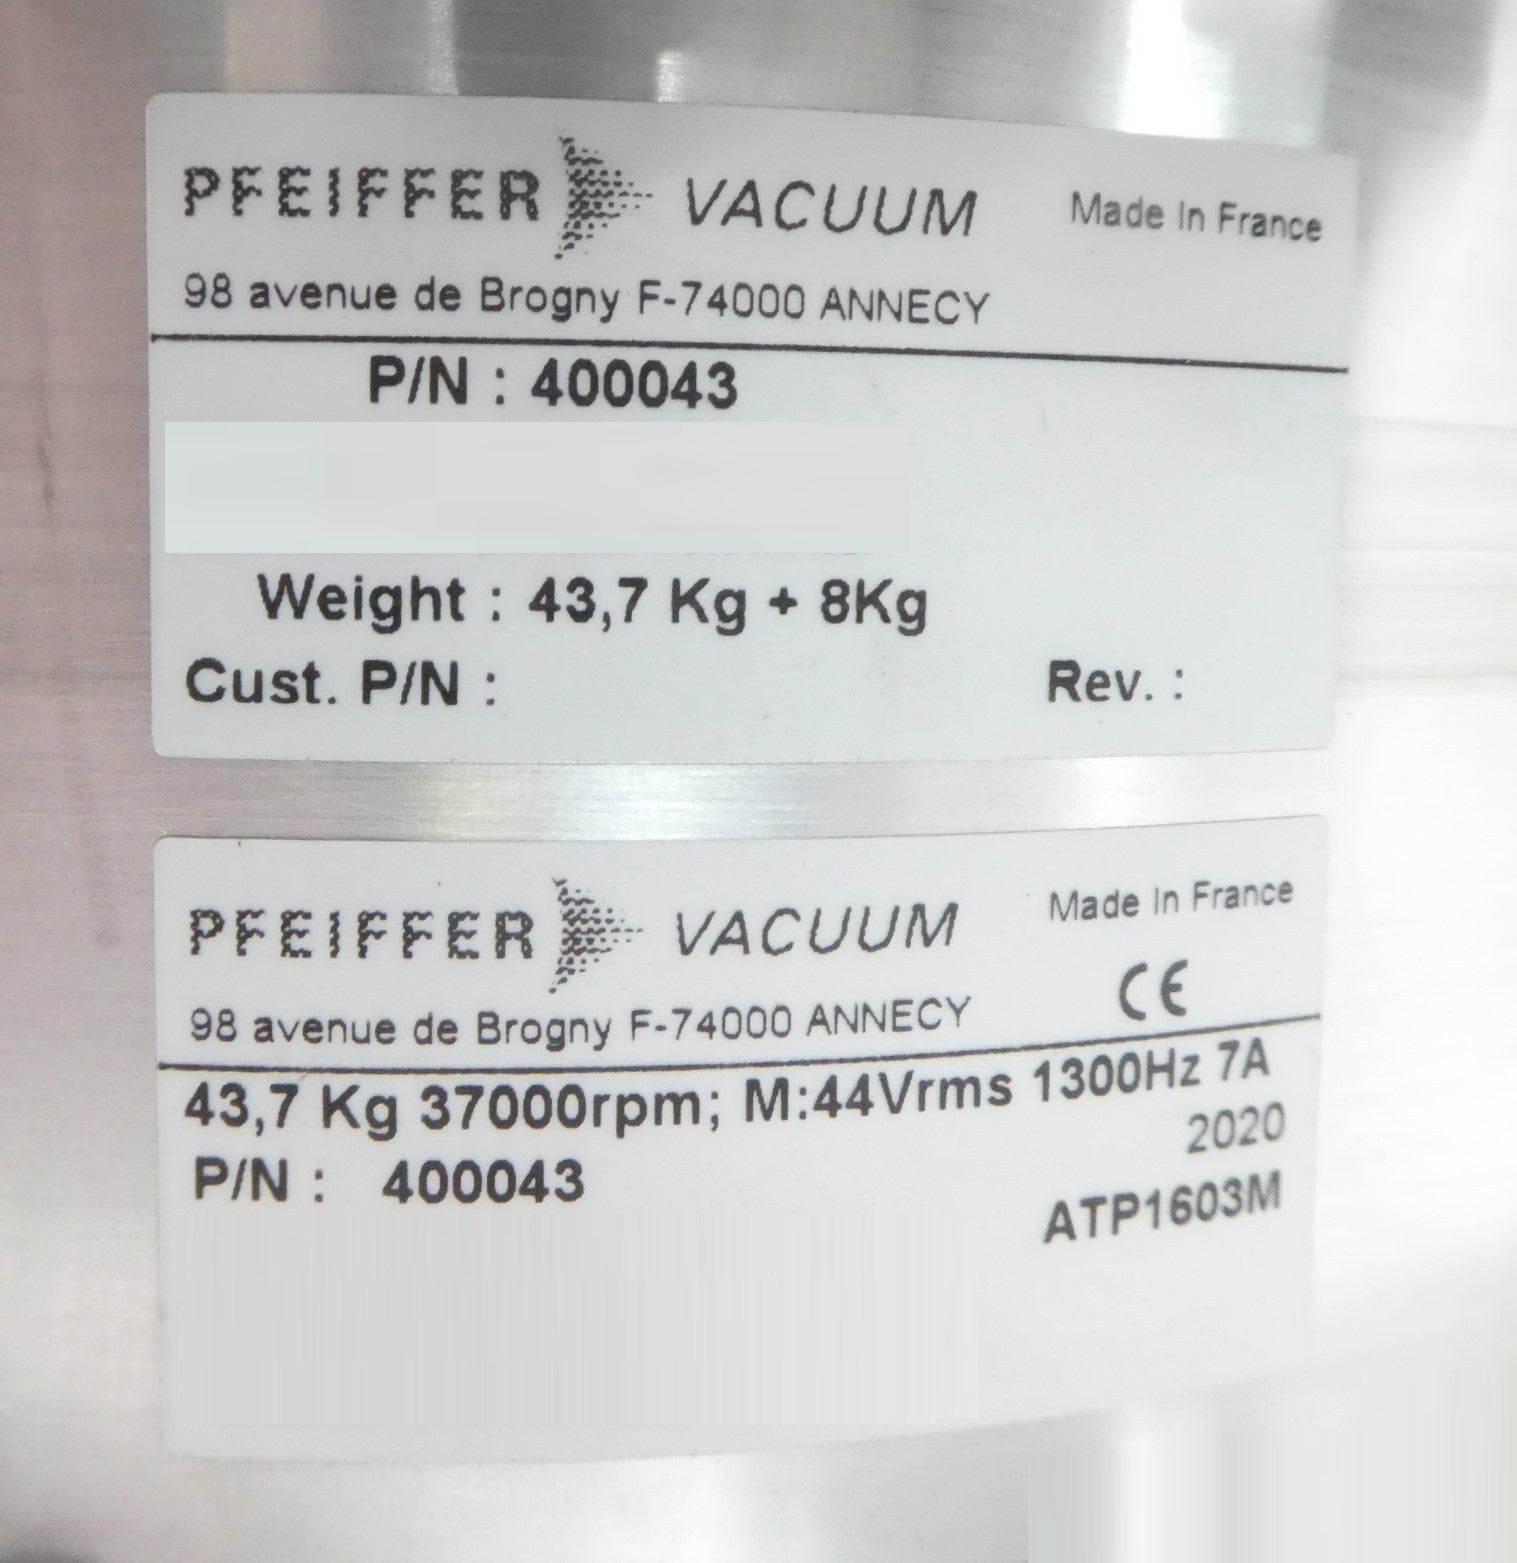 PFEIFFER VACUUM Made In France
98 avenue de Brogny F-74000 ANNECY
P/N : 400043
Weight : 43,7 Kg + 8Kg
Cust. P/N : Rev. :
PFEIFFER VACUUM Made In France
CE
98 avenue de Brogny F-74000 ANNECY
43,7 Kg 37000rpm; M:44Vrms 1300Hz 7A
2020
P/N : 400043
ATP1603M